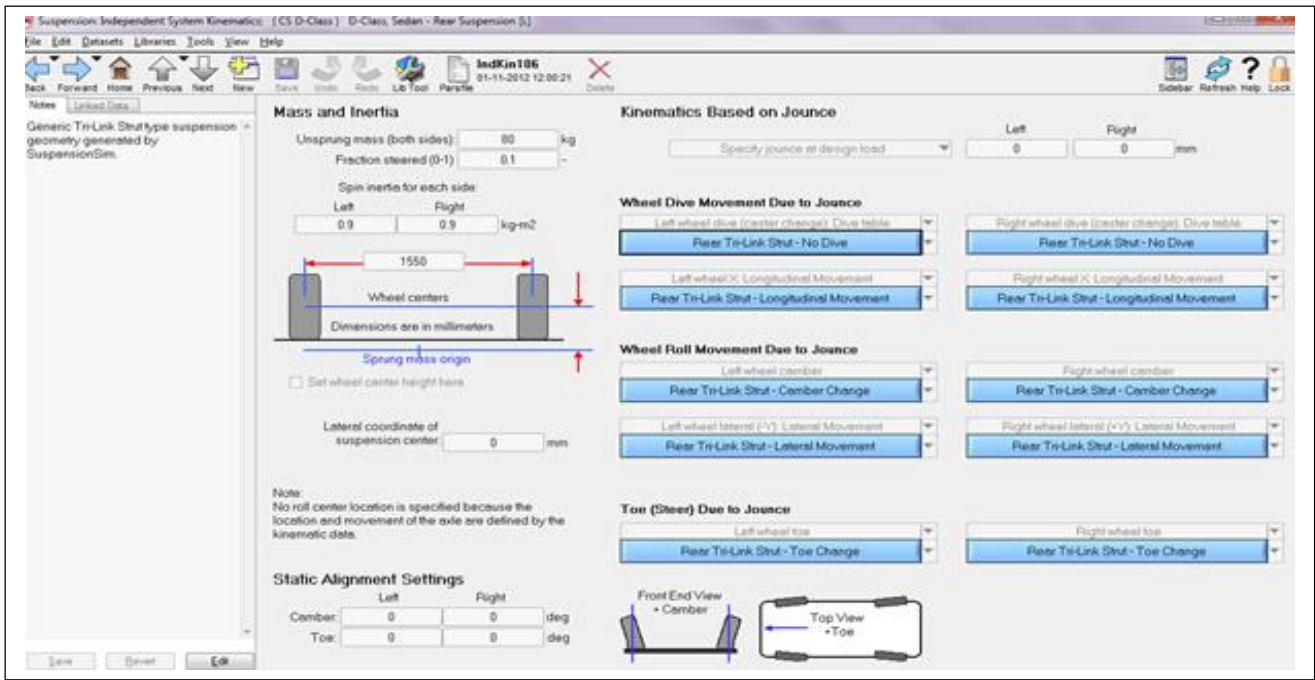 Suspension: Independent System Kinematics: { CS D-Class } D-Class, Sedan - Rear Suspension [L]
File Edit Datasets Libraries Tools View Help
Back Forward Home Previous Next New Save Undo Redo Lib Tool Parsfile IndKin106 01-11-2012 12:00:21 Delete Sidebar Refresh Help Lock
Notes Linked Data
Generic Tri-Link Strut type suspension
geometry generated by
SuspensionSim.
Save Revert Edit
Mass and Inertia
Unsprung mass (both sides): 80 kg
Fraction steered (0-1) 0.1 -
Spin inertia for each side:
Left Right
0.9 0.9 kg-m2
1550
Wheel centers
Dimensions are in millimeters
Sprung mass origin
Set wheel center height here
Lateral coordinate of
suspension center: 0 mm
Note:
No roll center location is specified because the
location and movement of the axle are defined by the
kinematic data.
Static Alignment Settings
Left Right
Camber: 0 0 deg
Toe: 0 0 deg
Kinematics Based on Jounce
Left Right
Specify jounce at design load 0 0 mm
Wheel Dive Movement Due to Jounce
Left wheel dive (caster change): Dive table Right wheel dive (caster change): Dive table
Rear Tri-Link Strut - No Dive Rear Tri-Link Strut - No Dive
Left wheel X: Longitudinal Movement Right wheel X: Longitudinal Movement
Rear Tri-Link Strut - Longitudinal Movement Rear Tri-Link Strut - Longitudinal Movement
Wheel Roll Movement Due to Jounce
Left wheel camber Right wheel camber
Rear Tri-Link Strut - Camber Change Rear Tri-Link Strut - Camber Change
Left wheel lateral (-Y): Lateral Movement Right wheel lateral (+Y): Lateral Movement
Rear Tri-Link Strut - Lateral Movement Rear Tri-Link Strut - Lateral Movement
Toe (Steer) Due to Jounce
Left wheel toe Right wheel toe
Rear Tri-Link Strut - Toe Change Rear Tri-Link Strut - Toe Change
Front End View
+ Camber
Top View
+Toe